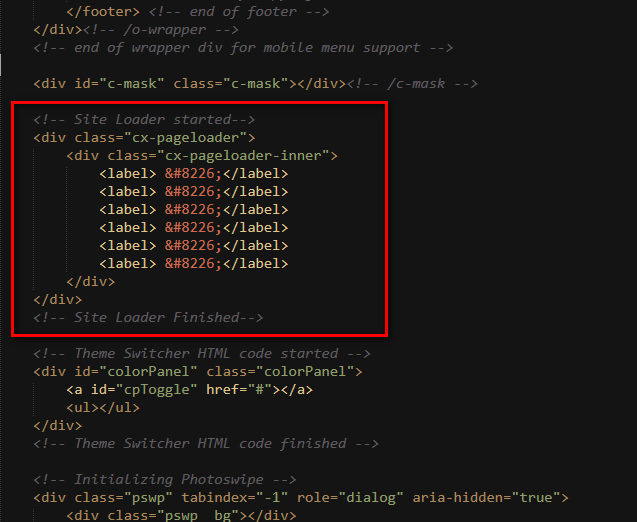 </footer> <!-- end of footer -->
</div><!-- /o-wrapper -->
<!-- end of wrapper div for mobile menu support -->
<div id="c-mask" class="c-mask"></div><!-- /c-mask -->
<!-- Site Loader started-->
<div class="cx-pageloader">
<div class="cx-pageloader-inner">
<label> &#8226;</label>
<label> &#8226;</label>
<label> &#8226;</label>
<label> &#8226;</label>
<label> &#8226;</label>
<label> &#8226;</label>
</div>
</div>
<!-- Site Loader Finished-->
<!-- Theme Switcher HTML code started -->
<div id="colorPanel" class="colorPanel">
<a id="cpToggle" href="#"></a>
<ul></ul>
</div>
<!-- Theme Switcher HTML code finished -->
<!-- Initializing Photoswipe -->
<div class="pswp" tabindex="-1" role="dialog" aria-hidden="true">
<div class="pswp__bg"></div>